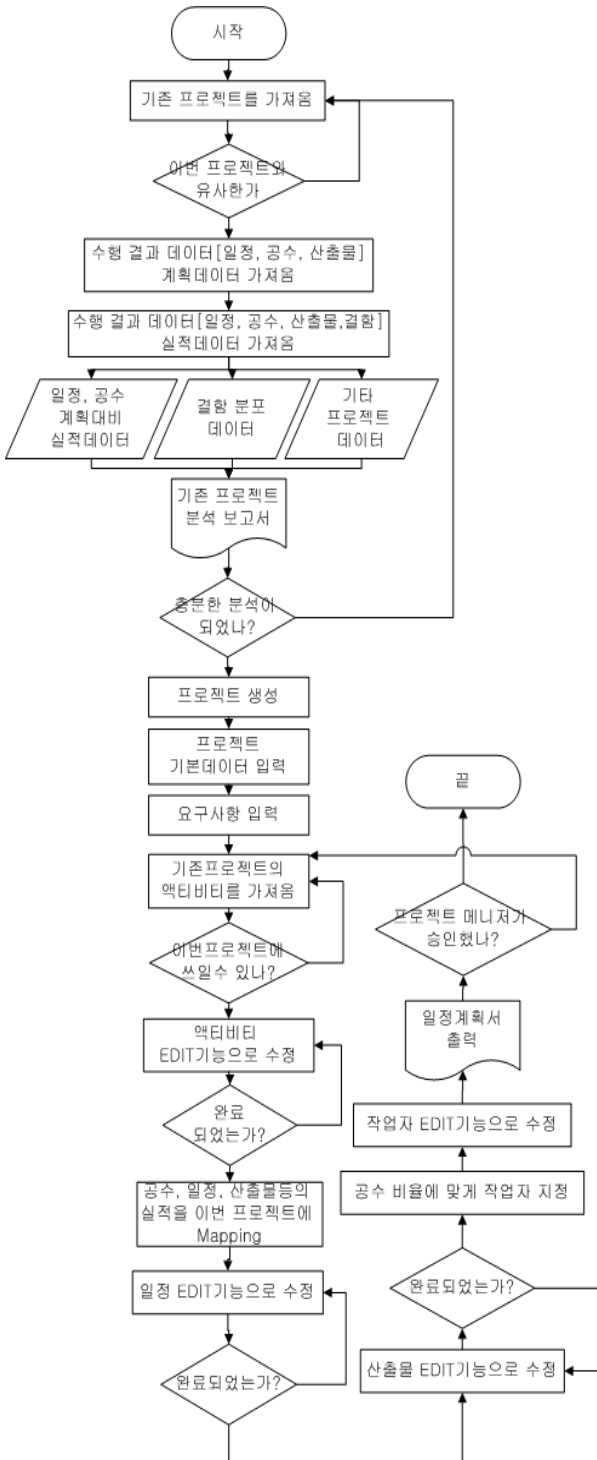 시작
기존 프로젝트를 가져옴
이번 프로젝트와
유사한가
수행 결과 데이터[일정, 공수, 산출물]
계획데이터 가져옴
수행 결과 데이터[일정, 공수, 산출물,결함]
실적데이터 가져옴
일정, 공수
계획대비
실적데이터
결함 분포
데이터
기타
프로젝트
데이터
기존 프로젝트
분석 보고서
충분한 분석이
되었나?
프로젝트 생성
프로젝트
기본데이터 입력
요구사항 입력
기존프로젝트의
액티비티를 가져옴
이번프로젝트에
쓰일수 있나?
액티비티
EDIT기능으로 수정
완료
되었는가?
공수, 일정, 산출물등의
실적을 이번 프로젝트에
Mapping
일정 EDIT기능으로 수정
완료되었는가?
산출물 EDIT기능으로 수정
완료되었는가?
공수 비율에 맞게 작업자 지정
작업자 EDIT기능으로 수정
일정계획서
출력
프로젝트 메니저가
승인했나?
끝